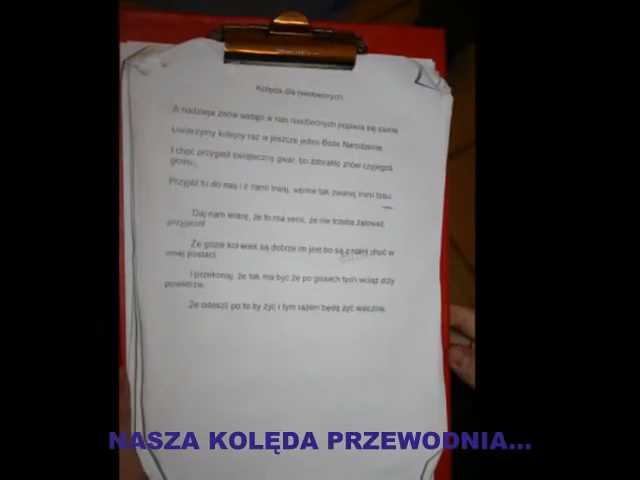 Kolęda dla nieobecnych
A nadzieja znów wstąpi w nas nieobecnych pojawią się cienie
Uwierzymy kolejny raz w jeszcze jedno Boże Narodzenie
I choć przygasł świąteczny gwar, bo zabrakło znów czyjegoś
głosu,
Przyjdź tu do nas i z nami trwaj, wbrew tak zwanej ironii losu.
Daj nam wiarę, że to ma sens, że nie trzeba żałować
przyjaciół
Że gdzie kolwiek są dobrze im jest bo są z nami choć w
innej postaci
I przekonaj, że tak ma być że po głosach tych wciąż drży
powietrze,
Że odeszli po to by żyć i tym razem będą żyć wiecznie.
NASZA KOLĘDA PRZEWODNIA...